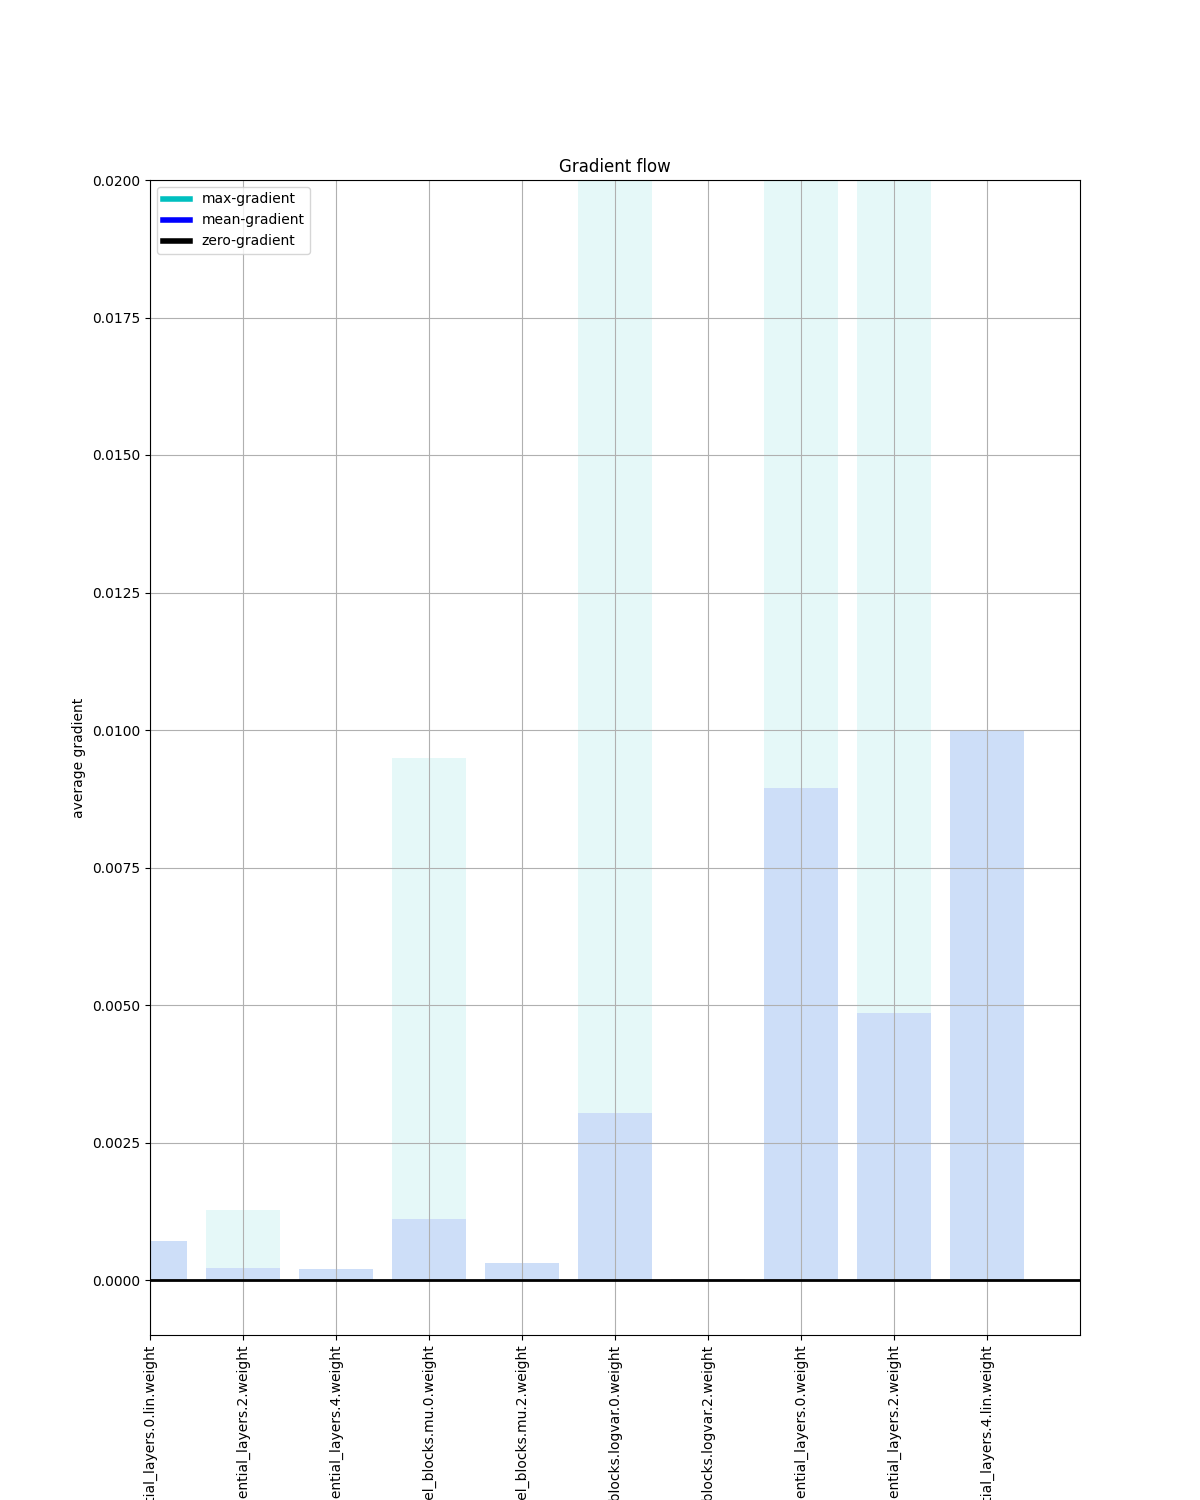 Gradient flow
max-gradient
mean-gradient
zero-gradient
0.0200
0.0175
0.0150
0.0125
0.0100
0.0075
0.0050
0.0025
0.0000
average gradient
tial_layers.0.lin.weight
ential_layers.2.weight
ential_layers.4.weight
el_blocks.mu.0.weight
el_blocks.mu.2.weight
blocks.logvar.0.weight
blocks.logvar.2.weight
ential_layers.0.weight
ential_layers.2.weight
tial_layers.4.lin.weight